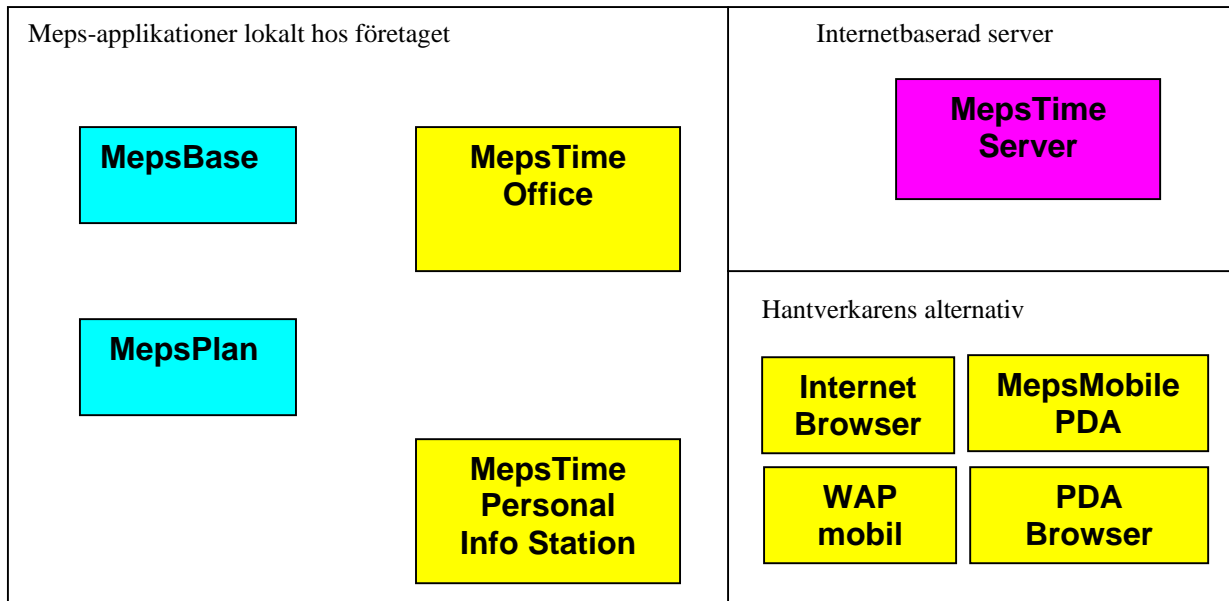 Meps-applikationer lokalt hos företaget
MepsBase
MepsTime
Office
MepsPlan
MepsTime
Personal
Info Station
Internetbaserad server
MepsTime
Server
Hantverkarens alternativ
Internet
Browser
MepsMobile
PDA
WAP
mobil
PDA
Browser